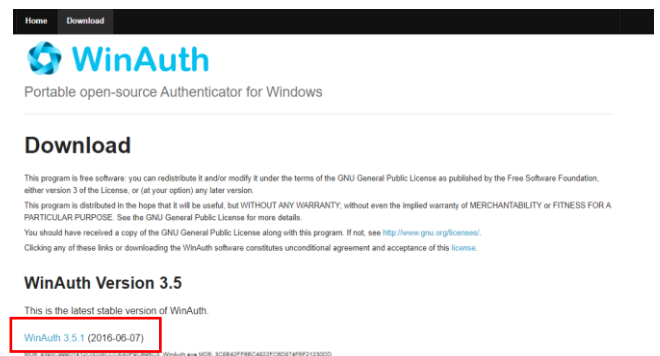 Home Download
WinAuth
Portable open-source Authenticator for Windows
Download
This program is free software: you can redistribute it and/or modify it under the terms of the GNU General Public License as published by the Free Software Foundation,
either version 3 of the License, or (at your option) any later version.
This program is distributed in the hope that it will be useful, but WITHOUT ANY WARRANTY; without even the implied warranty of MERCHANTABILITY or FITNESS FOR A
PARTICULAR PURPOSE. See the GNU General Public License for more details.
You should have received a copy of the GNU General Public License along with this program. If not, see http://www.gnu.org/licenses/.
Clicking any of these links or downloading the WinAuth software constitutes unconditional agreement and acceptance of this license.
WinAuth Version 3.5
This is the latest stable version of WinAuth.
WinAuth 3.5.1 (2016-06-07)
WinAuth.exe MD5: